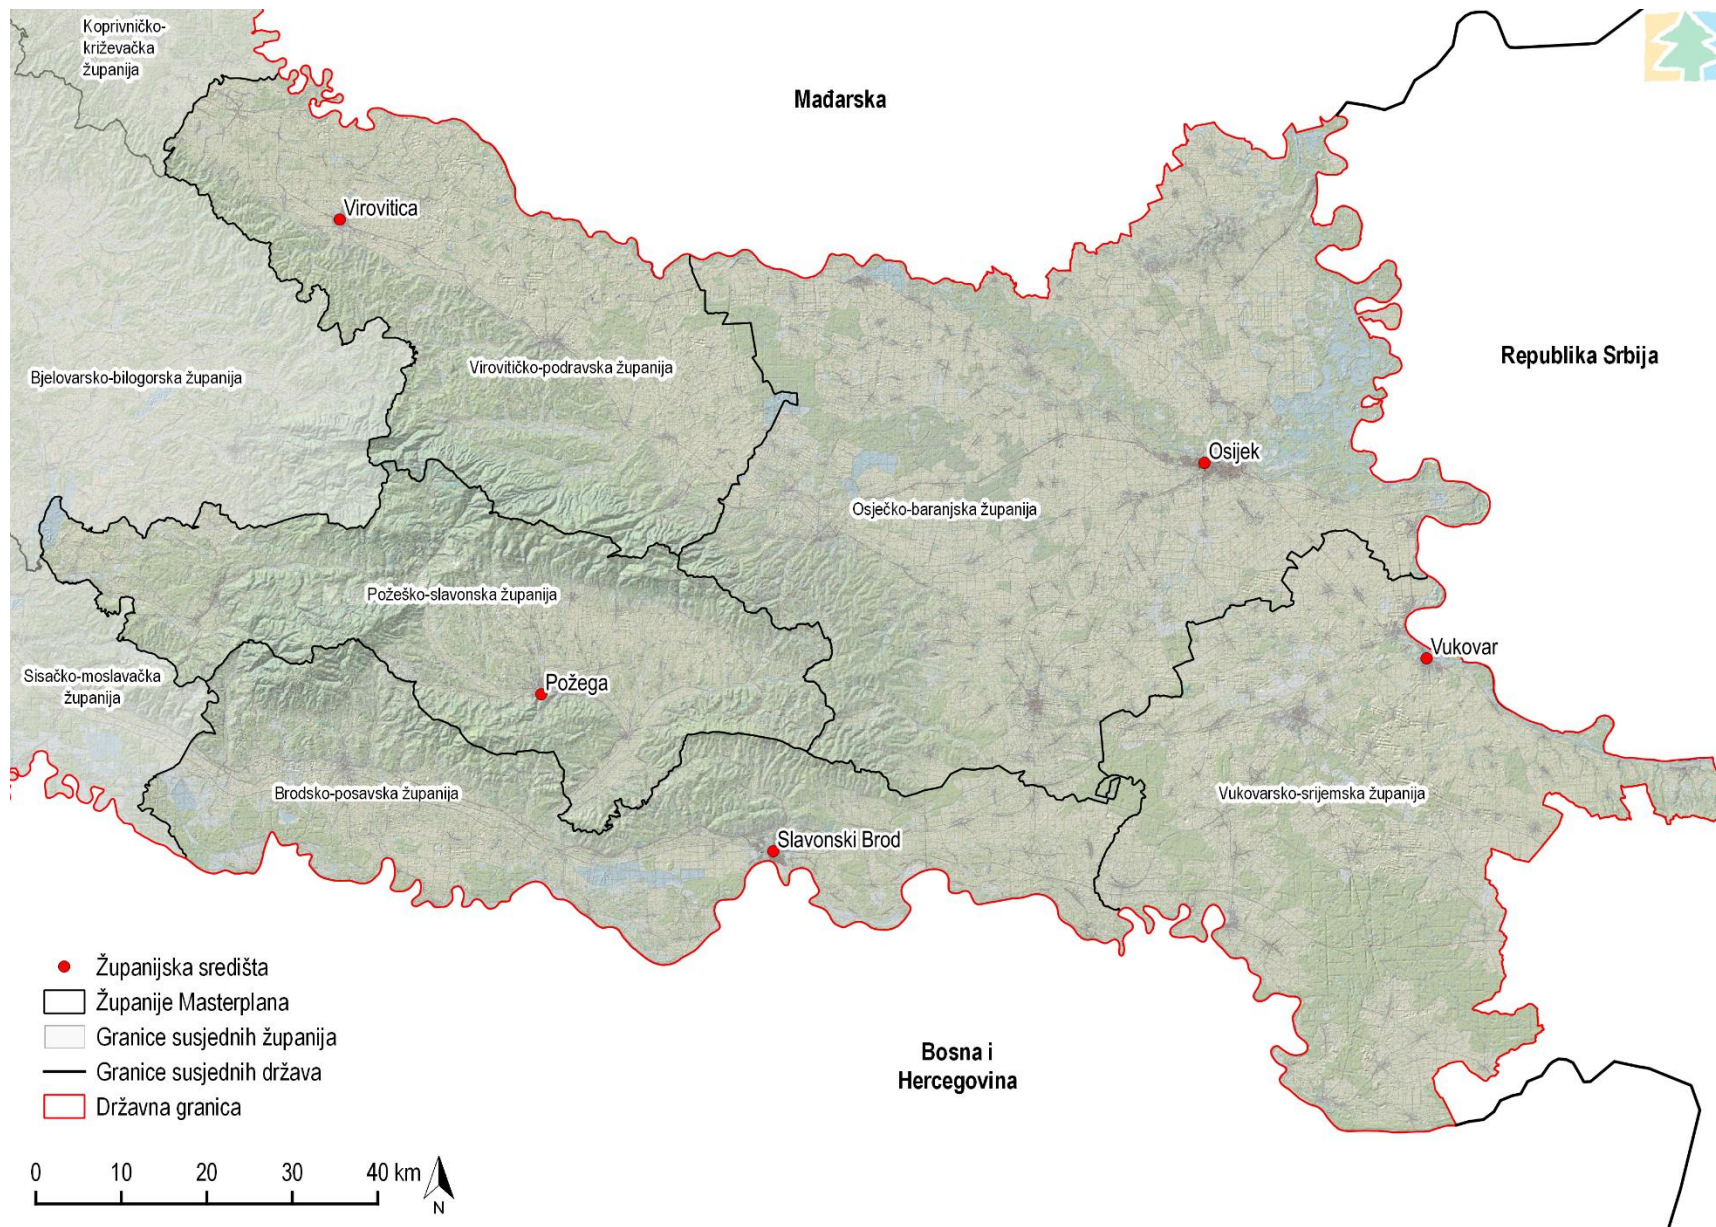 Koprivničko-
križevačka
županija
Mađarska
Virovitica
Republika Srbija
Virovitičko-podravska županija
Bjelovarsko-bilogorska županija
Osijek
Osječko-baranjska županija
Požeško-slavonska županija
Vukovar
Sisačko-moslavačka
županija
Požega
Brodsko-posavska županija
Vukovarsko-srijemska županija
Slavonski Brod
Županijska središta
Županije Masterplana
Granice susjednih županija
Granice susjednih država
Državna granica
Bosna i
Hercegovina
0 10 20 30 40 km
N